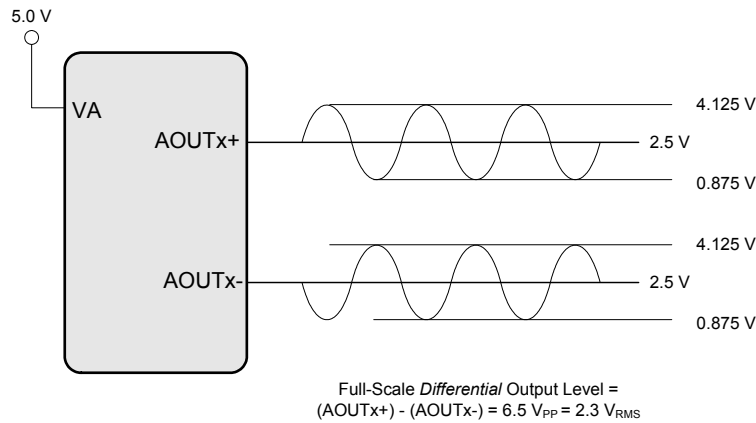 5.0 V
VA
AOUTx+
4.125 V
2.5 V
0.875 V
AOUTx-
4.125 V
2.5 V
0.875 V
Full-Scale Differential Output Level =
(AOUTx+) - (AOUTx-) = 6.5 VPP = 2.3 VRMS